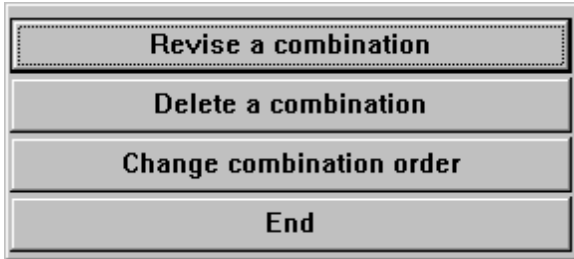 Revise a combination
Delete a combination
Change combination order
End